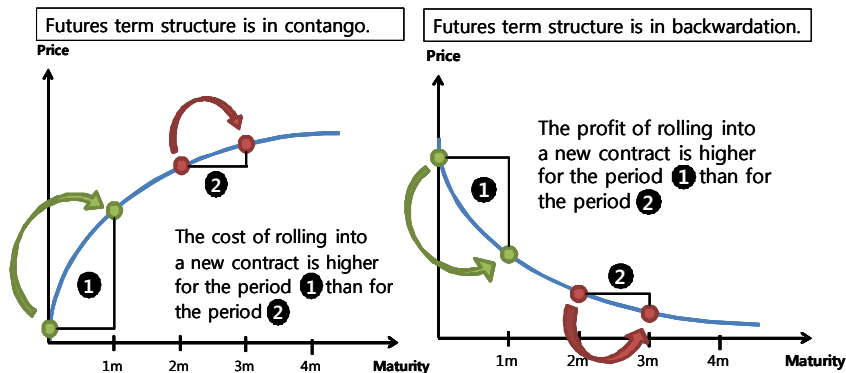 Futures term structure is in contango.
Price
2
1
The cost of rolling into
a new contract is higher
for the period 1 than for
the period 2
1m 2m 3m 4m Maturity
Futures term structure is in backwardation.
Price
1
The profit of rolling into
a new contract is higher
for the period 1 than for
the period 2
2
1m 2m 3m 4m Maturity